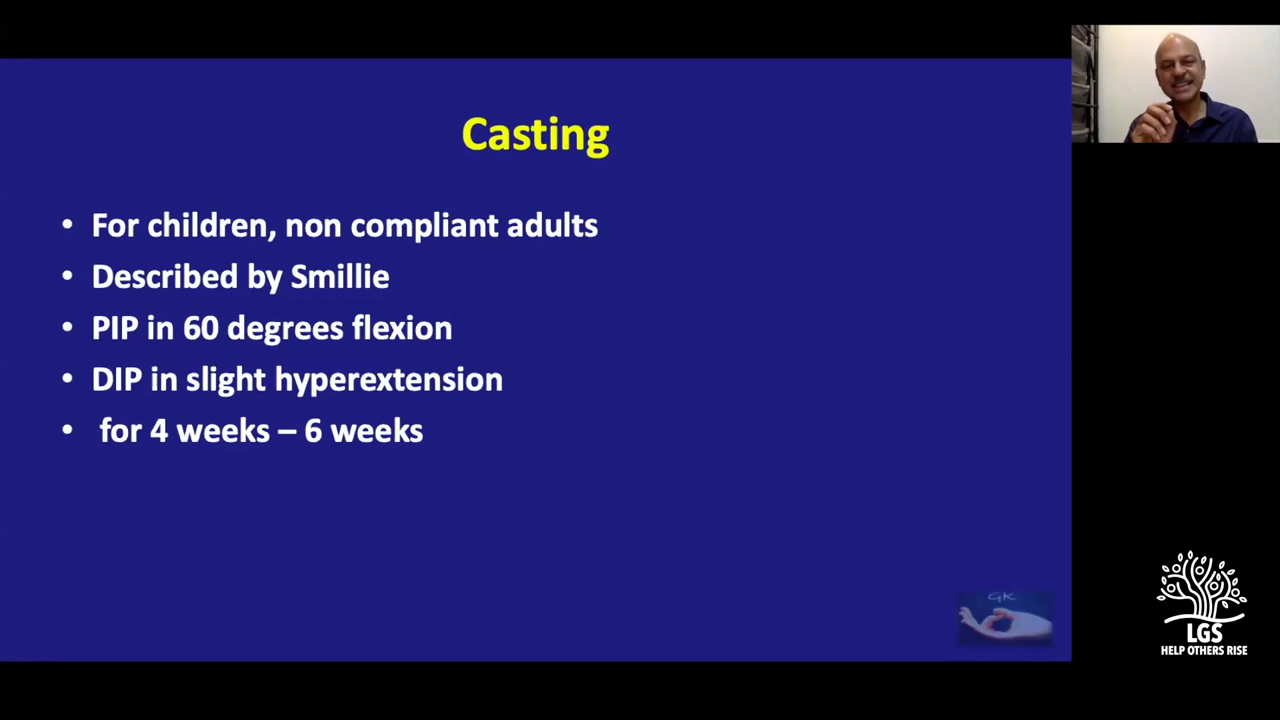 Casting
• For children, non compliant adults
• Described by Smillie
• PIP in 60 degrees flexion
• DIP in slight hyperextension
• for 4 weeks – 6 weeks
GK
LGS
HELP OTHERS RISE